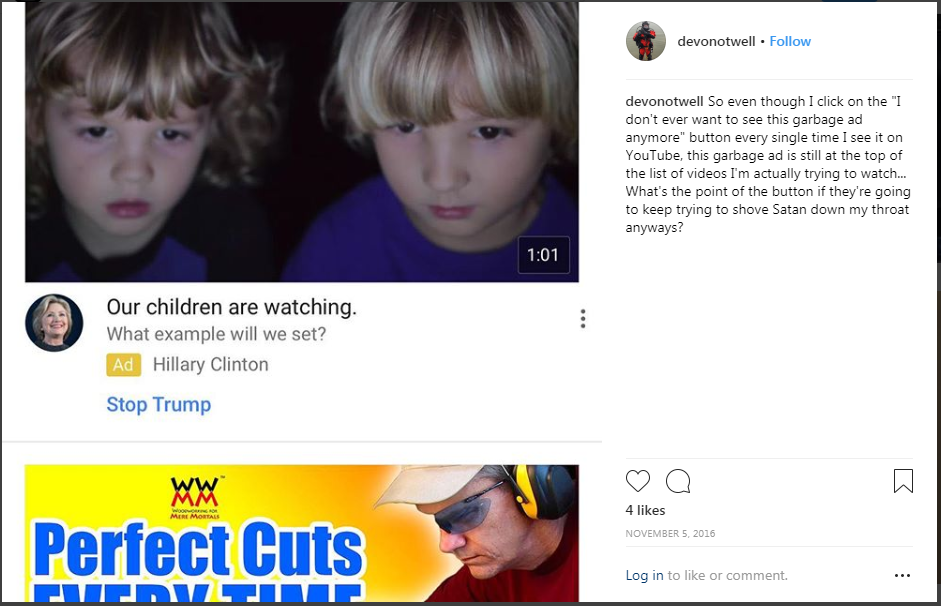 1:01
Our children are watching.
What example will we set?
Ad Hillary Clinton
Stop Trump
WW
MM
™
WOODWORKING FOR
MERE MORTALS
Perfect Cuts
EVERY TIME
devonotwell • Follow
devonotwell So even though I click on the "I
don't ever want to see this garbage ad
anymore" button every single time I see it on
YouTube, this garbage ad is still at the top of
the list of videos I'm actually trying to watch...
What's the point of the button if they're going
to keep trying to shove Satan down my throat
anyways?
4 likes
NOVEMBER 5, 2016
Log in to like or comment.